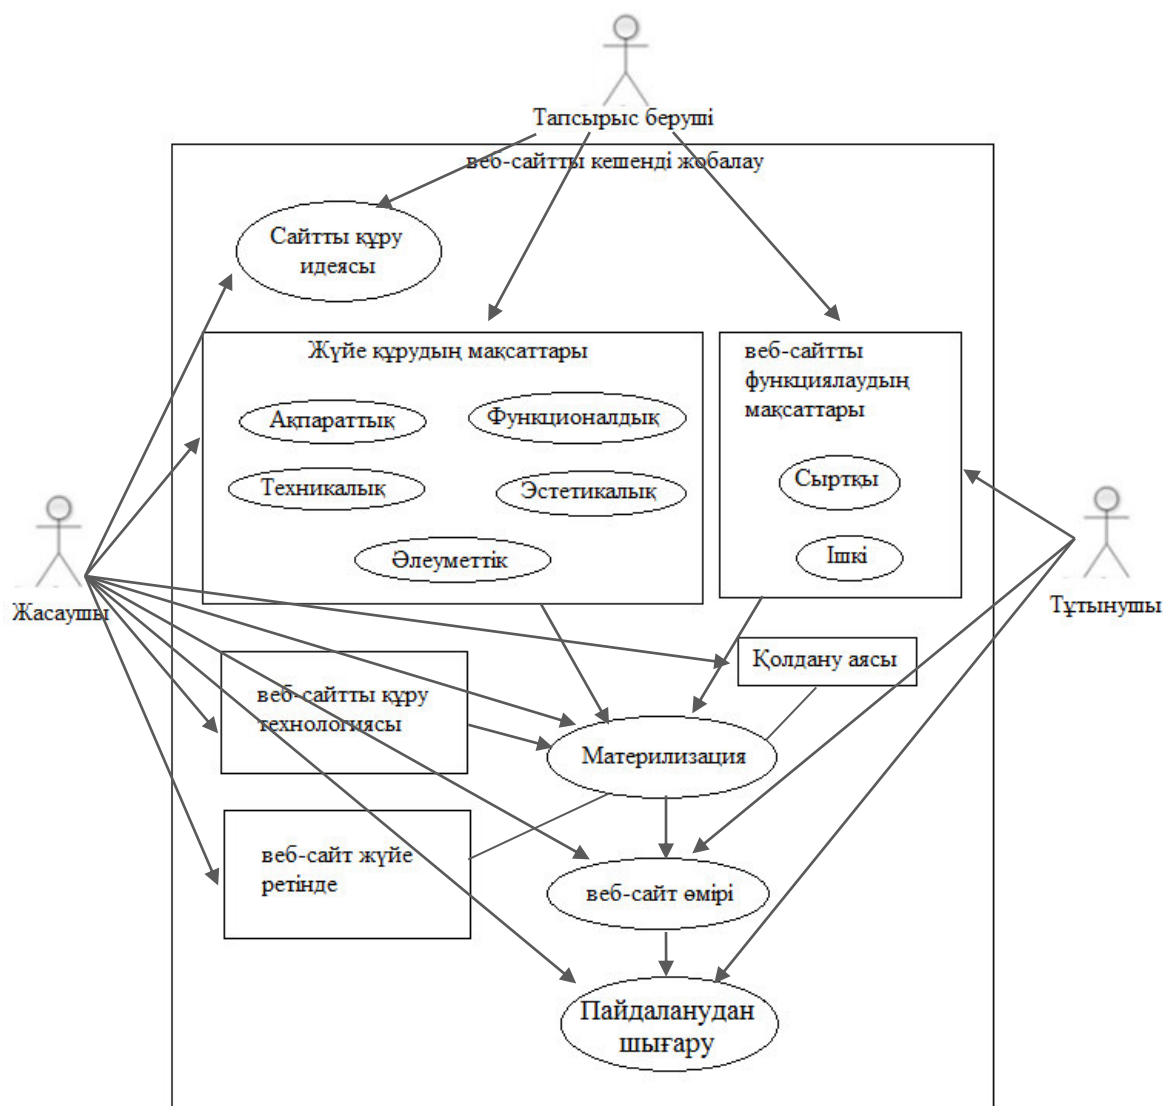 Тапсырыс беруші
веб-сайтты кешенді жобалау
Сайтты құру
идеясы
Жүйе құрудың мақсаттары
Ақпараттық
Функционалдық
Техникалық
Эстетикалық
Әлеуметтік
веб-сайтты
функциялаудың
мақсаттары
Сыртқы
Ішкі
Жасаушы
Тұтынушы
Қолдану аясы
веб-сайтты құру
технологиясы
Материлизация
веб-сайт жүйе
ретінде
веб-сайт өмірі
Пайдаланудан
шығару